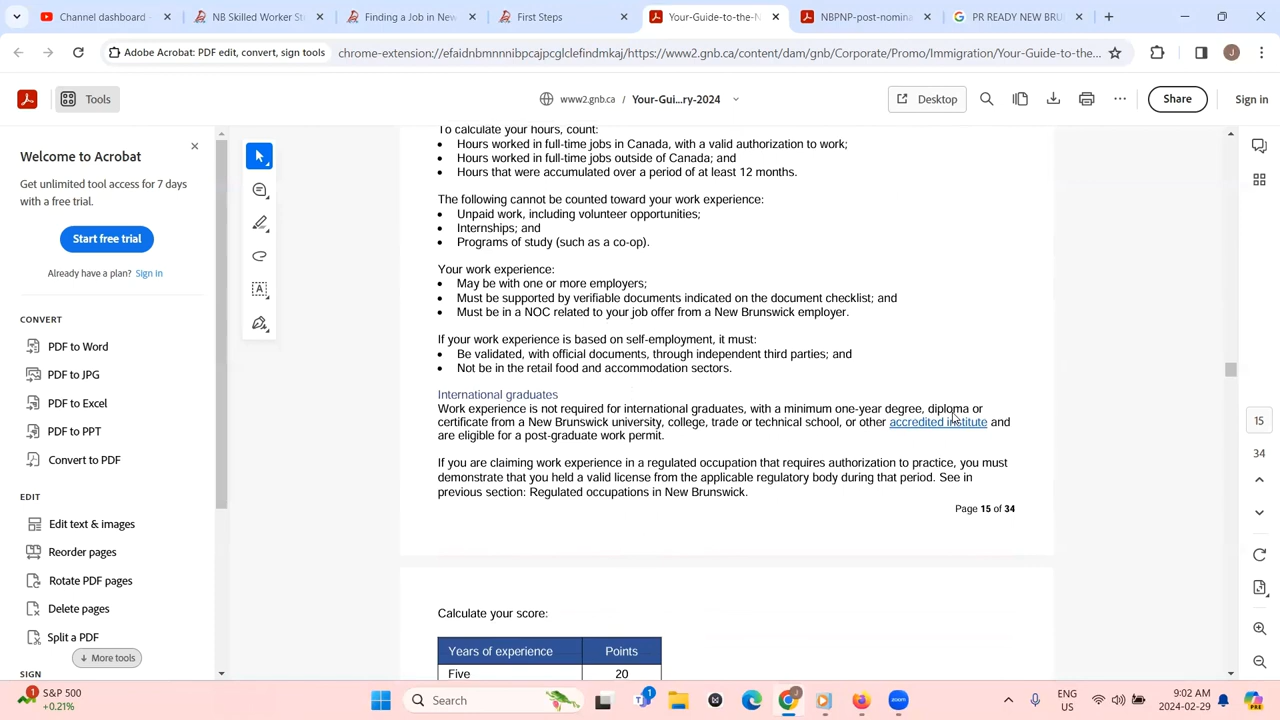 Channel dashboard
NB Skilled Worker St
Finding a Job in New
First Steps
Your-Guide-to-the-N
NBPNP-post-nomina
PR READY NEW BRU
Adobe Acrobat: PDF edit, convert, sign tools
chrome-extension://efaidnbmnnnibpcajpcglclefindmkaj/https://www2.gnb.ca/content/dam/gnb/Corporate/Promo/Immigration/Your-Guide-to-the...
J
Tools
www2.gnb.ca / Your-Gui...ry-2024
Desktop
Share
Sign in
Welcome to Acrobat
Get unlimited tool access for 7 days
with a free trial.
Start free trial
Already have a plan? Sign in
CONVERT
PDF to Word
PDF to JPG
PDF to Excel
PDF to PPT
Convert to PDF
EDIT
Edit text & images
Reorder pages
Rotate PDF pages
Delete pages
Split a PDF
More tools
SIGN
To calculate your hours, count:
• Hours worked in full-time jobs in Canada, with a valid authorization to work;
• Hours worked in full-time jobs outside of Canada; and
• Hours that were accumulated over a period of at least 12 months.
The following cannot be counted toward your work experience:
• Unpaid work, including volunteer opportunities;
• Internships; and
• Programs of study (such as a co-op).
Your work experience:
• May be with one or more employers;
• Must be supported by verifiable documents indicated on the document checklist; and
• Must be in a NOC related to your job offer from a New Brunswick employer.
If your work experience is based on self-employment, it must:
• Be validated, with official documents, through independent third parties; and
• Not be in the retail food and accommodation sectors.
International graduates
Work experience is not required for international graduates, with a minimum one-year degree, diploma or
certificate from a New Brunswick university, college, trade or technical school, or other accredited institute and
are eligible for a post-graduate work permit.
If you are claiming work experience in a regulated occupation that requires authorization to practice, you must
demonstrate that you held a valid license from the applicable regulatory body during that period. See in
previous section: Regulated occupations in New Brunswick.
Page 15 of 34
Calculate your score:
Years of experience Points
Five 20
15
34
S&P 500
+0.21%
1
Search
1
ENG
US
9:02 AM
2024-02-29
PRE